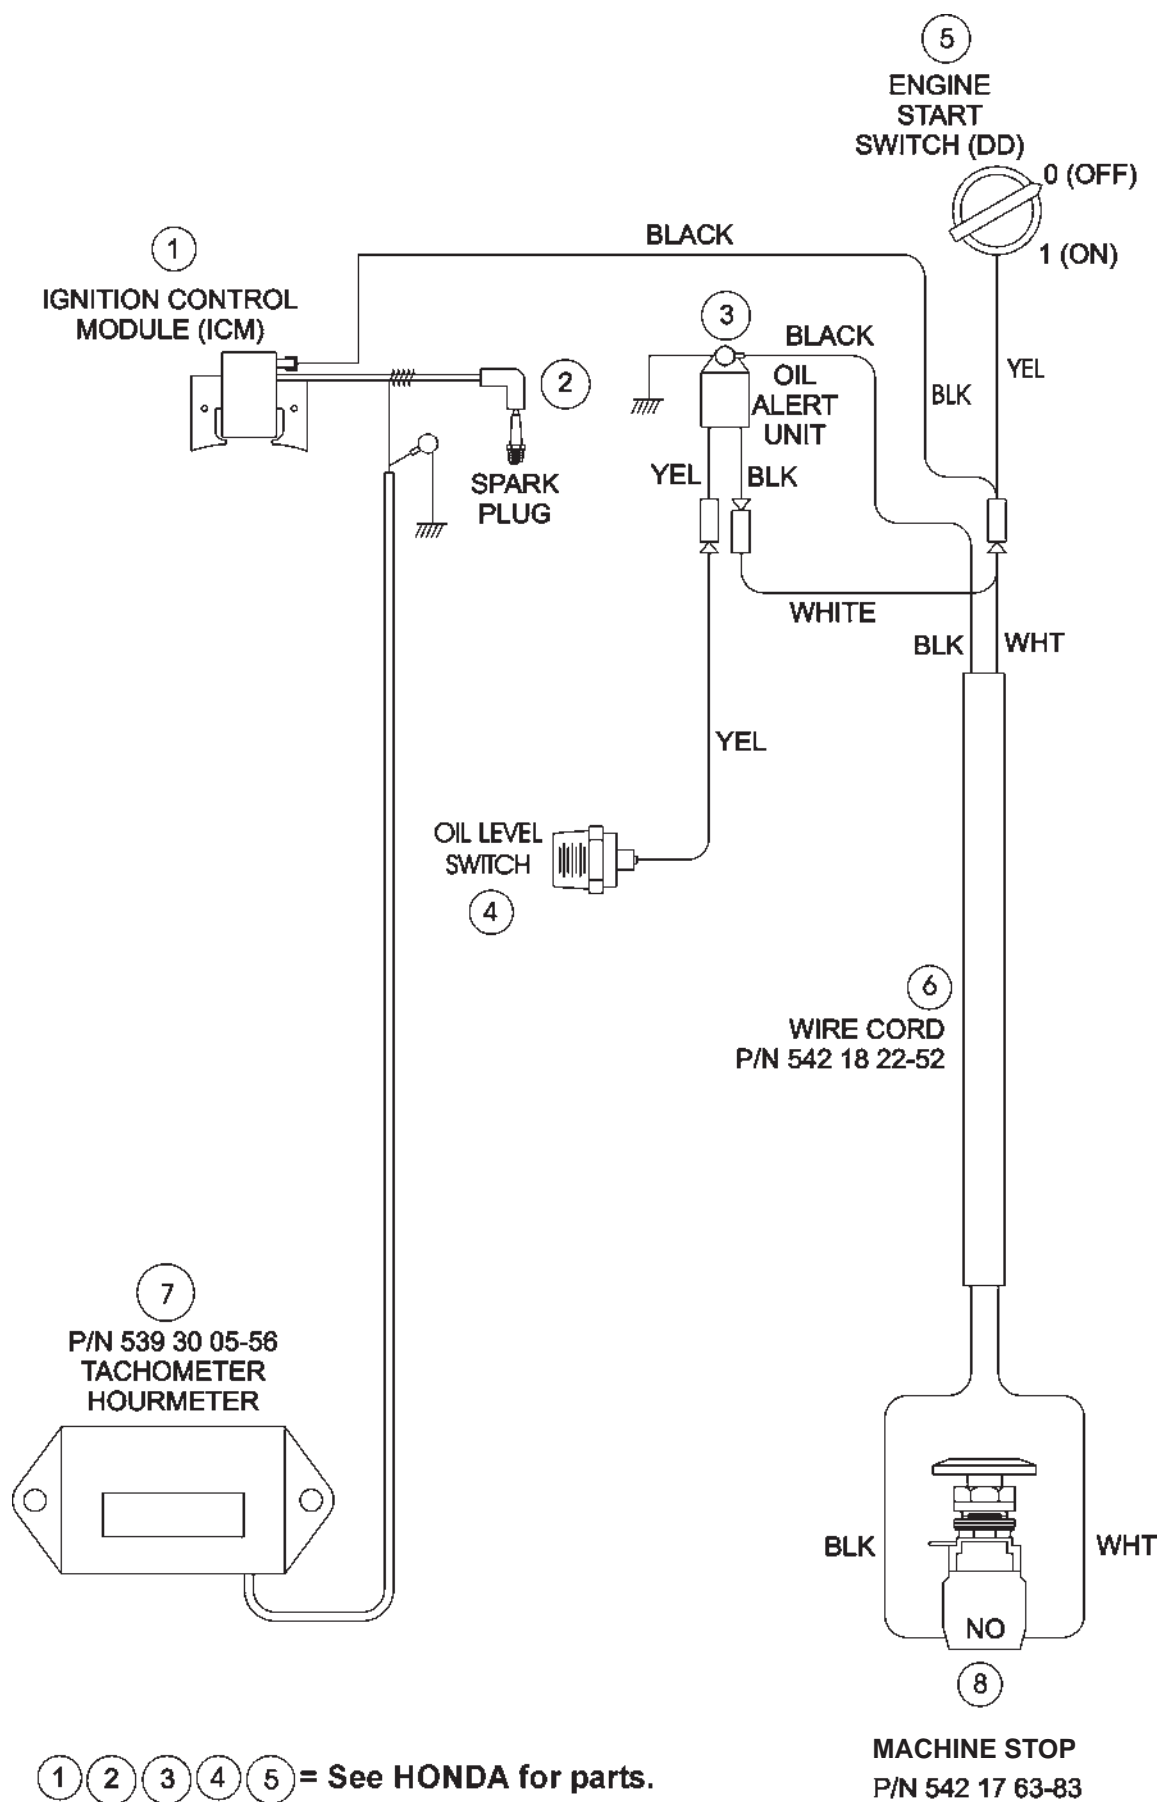 5
ENGINE
START
SWITCH (DD)
0 (OFF)
1 (ON)
BLACK
1
IGNITION CONTROL
MODULE (ICM)
3
BLACK
2
OIL
ALERT
UNIT
BLK
YEL
SPARK
PLUG
YEL
BLK
WHITE
BLK
WHT
YEL
OIL LEVEL
SWITCH
4
6
WIRE CORD
P/N 542 18 22-52
7
P/N 539 30 05-56
TACHOMETER
HOURMETER
BLK
WHT
NO
8
MACHINE STOP
P/N 542 17 63-83
1 2 3 4 5 = See HONDA for parts.